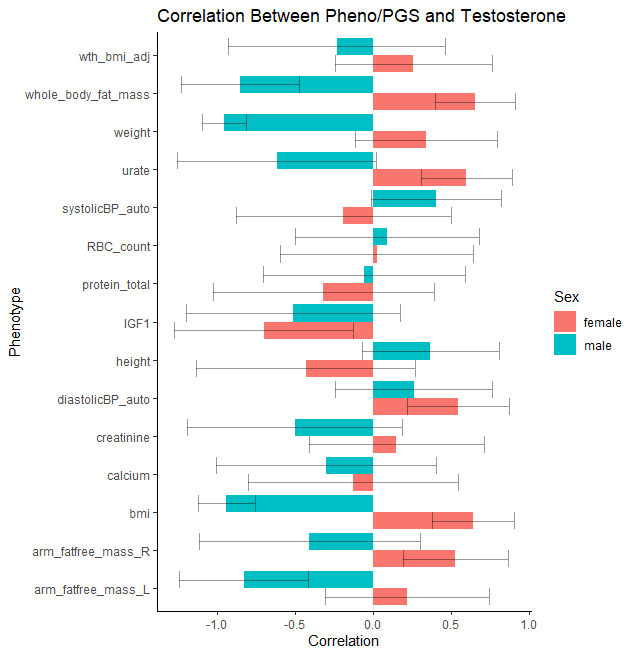 Correlation Between Pheno/PGS and Testosterone
Phenotype
wth_bmi_adj
whole_body_fat_mass
weight
urate
systolicBP_auto
RBC_count
protein_total
IGF1
height
diastolicBP_auto
creatinine
calcium
bmi
arm_fatfree_mass_R
arm_fatfree_mass_L
-1.0 -0.5 0.0 0.5 1.0
Correlation
Sex
female
male